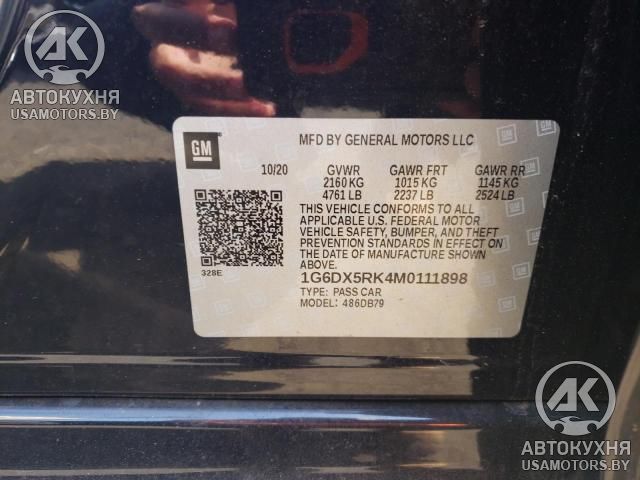 AK
АВТОКУХНЯ
USAMOTORS.BY
GM
MFD BY GENERAL MOTORS LLC
10/20 GVWR GAWR FRT GAWR RR
2160 KG 1015 KG 1145 KG
4761 LB 2237 LB 2524 LB
THIS VEHICLE CONFORMS TO ALL
APPLICABLE U.S. FEDERAL MOTOR
VEHICLE SAFETY, BUMPER, AND THEFT
PREVENTION STANDARDS IN EFFECT ON
THE DATE OF MANUFACTURE SHOWN
ABOVE.
328E
1G6DX5RK4M0111898
TYPE: PASS CAR
MODEL: 486DB79
AK
АВТОКУХНЯ
USAMOTORS.BY